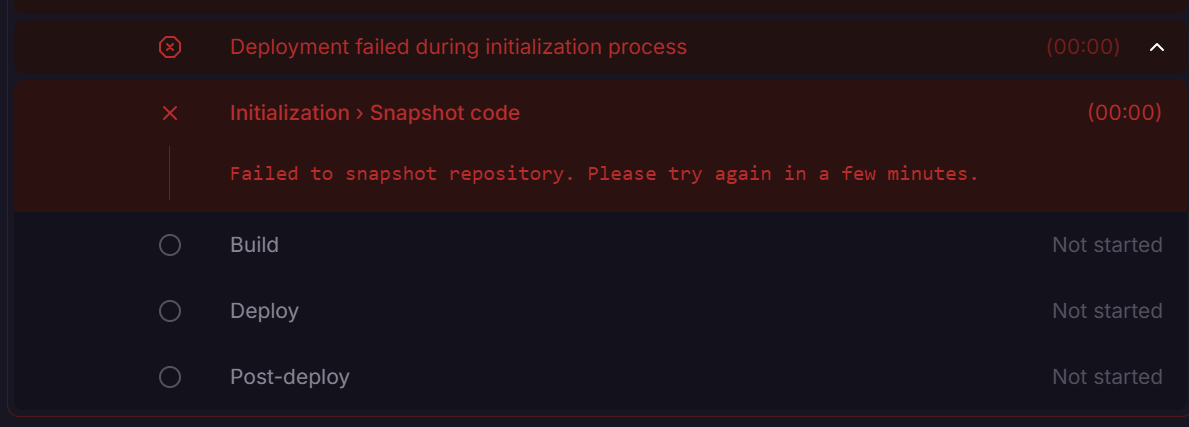 Deployment failed during initialization process (00:00)
Initialization › Snapshot code (00:00)
Failed to snapshot repository. Please try again in a few minutes.
Build Not started
Deploy Not started
Post-deploy Not started